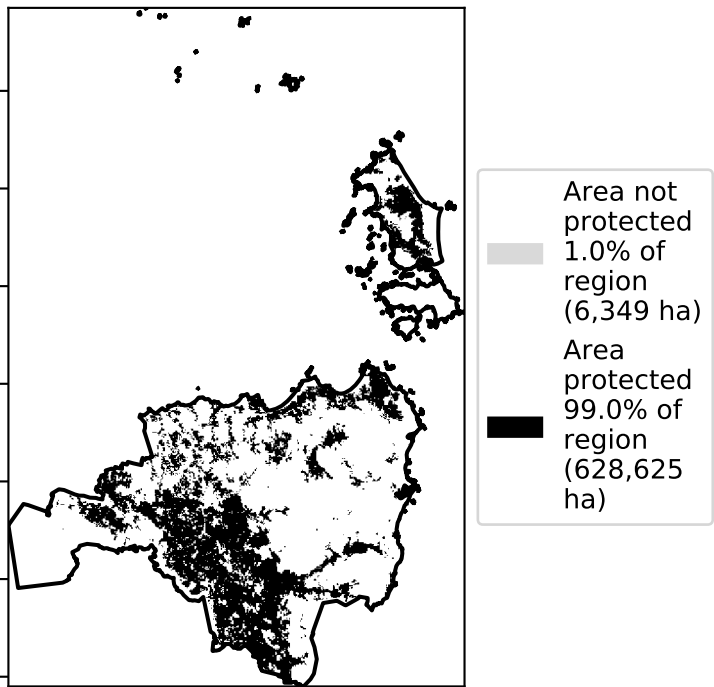 Area not
protected
1.0% of
region
(6,349 ha)
Area
protected
99.0% of
region
(628,625
ha)